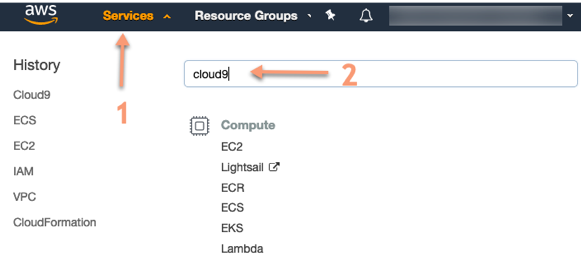 aws
Services
Resource Groups
1
History
Cloud9
ECS
EC2
IAM
VPC
CloudFormation
cloud9
2
Compute
EC2
Lightsail
ECR
ECS
EKS
Lambda